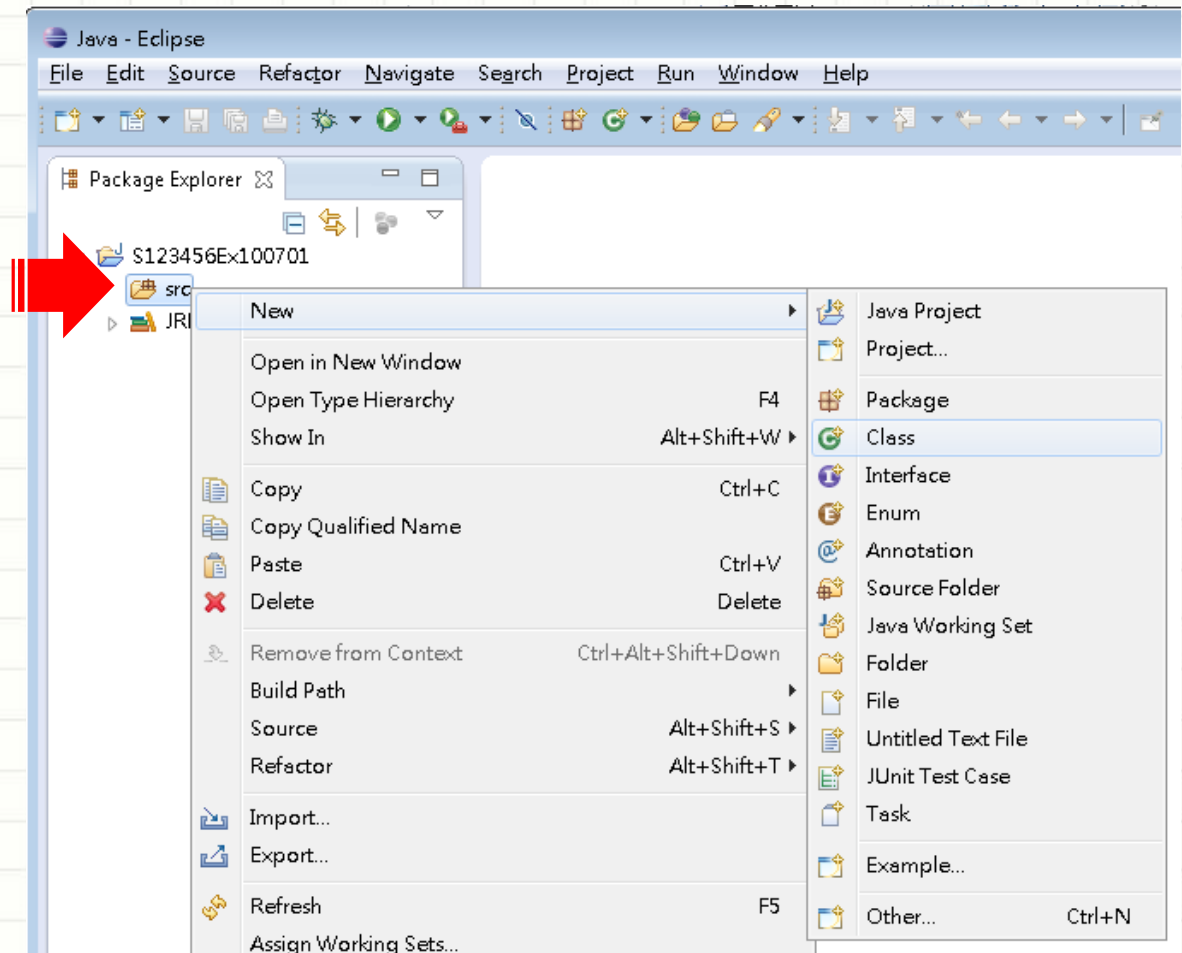 Java - Eclipse
File Edit Source Refactor Navigate Search Project Run Window Help
Package Explorer
S123456Ex100701
src
New
Open in New Window
Open Type Hierarchy F4
Show In Alt+Shift+W
Copy Ctrl+C
Copy Qualified Name
Paste Ctrl+V
Delete Delete
Remove from Context Ctrl+Alt+Shift+Down
Build Path
Source Alt+Shift+S
Refactor Alt+Shift+T
Import...
Export...
Refresh F5
Assign Working Sets...
Java Project
Project...
Package
Class
Interface
Enum
Annotation
Source Folder
Java Working Set
Folder
File
Untitled Text File
JUnit Test Case
Task
Example...
Other... Ctrl+N